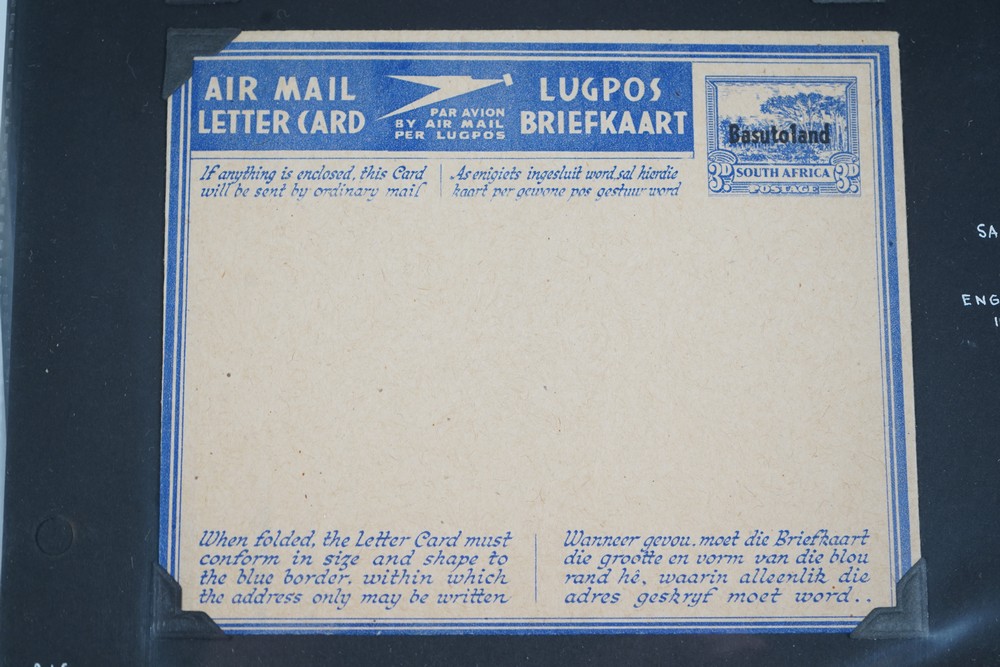 AIR MAIL
LETTER CARD
PAR AVION
BY AIR MAIL
PER LUGPOS
LUGPOS
BRIEFKAART
Basutoland
3D SOUTH AFRICA 3D
POSTAGE
If anything is enclosed, this Card
will be sent by ordinary mail
As enigiets ingesluit word, sal hierdie
kaart per gewone pos gestuur word
When folded, the letter Card must
conform in size and shape to
the blue border, within which
the address only may be written
Wanneer gevou, moet die Briefkaart
die grootte en vorm van die blou
rand hê, waarin alleenlik die
adres geskryf moet word..
SA
ENG